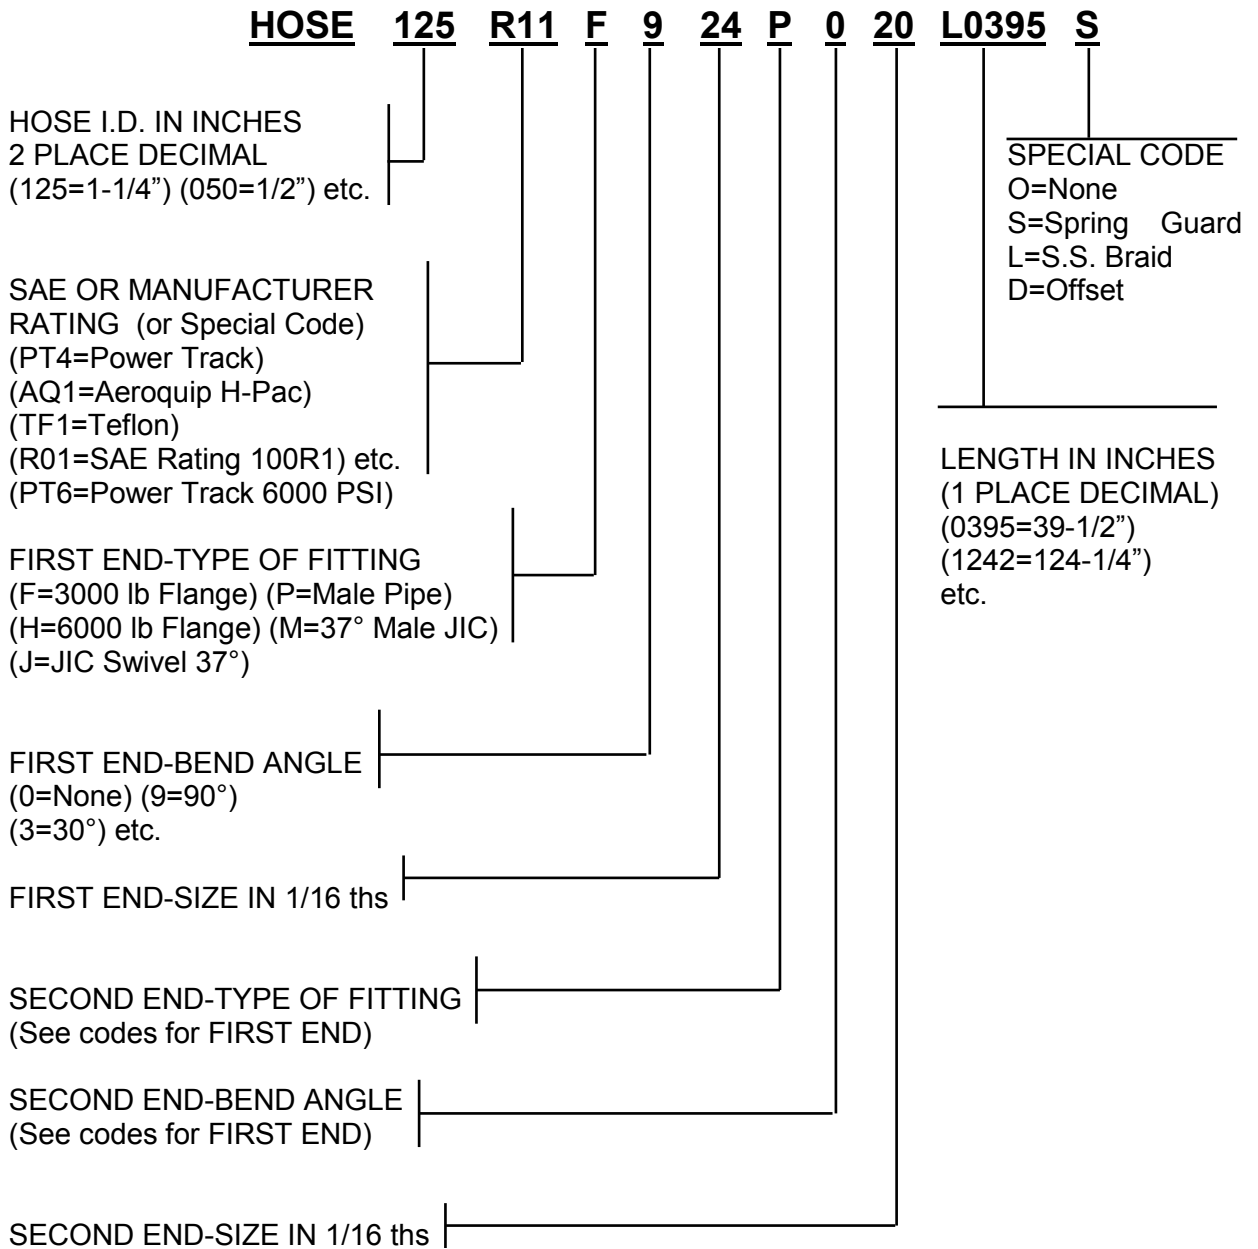 HOSE 125 R11 F 9 24 P 0 20 L0395 S
HOSE I.D. IN INCHES
2 PLACE DECIMAL
(125=1-1/4”) (050=1/2”) etc.
SPECIAL CODE
O=None
S=Spring Guard
L=S.S. Braid
D=Offset
SAE OR MANUFACTURER
RATING (or Special Code)
(PT4=Power Track)
(AQ1=Aeroquip H-Pac)
(TF1=Teflon)
(R01=SAE Rating 100R1) etc.
(PT6=Power Track 6000 PSI)
LENGTH IN INCHES
(1 PLACE DECIMAL)
(0395=39-1/2”)
(1242=124-1/4”)
etc.
FIRST END-TYPE OF FITTING
(F=3000 lb Flange) (P=Male Pipe)
(H=6000 lb Flange) (M=37° Male JIC)
(J=JIC Swivel 37°)
FIRST END-BEND ANGLE
(0=None) (9=90°)
(3=30°) etc.
FIRST END-SIZE IN 1/16 ths
SECOND END-TYPE OF FITTING
(See codes for FIRST END)
SECOND END-BEND ANGLE
(See codes for FIRST END)
SECOND END-SIZE IN 1/16 ths